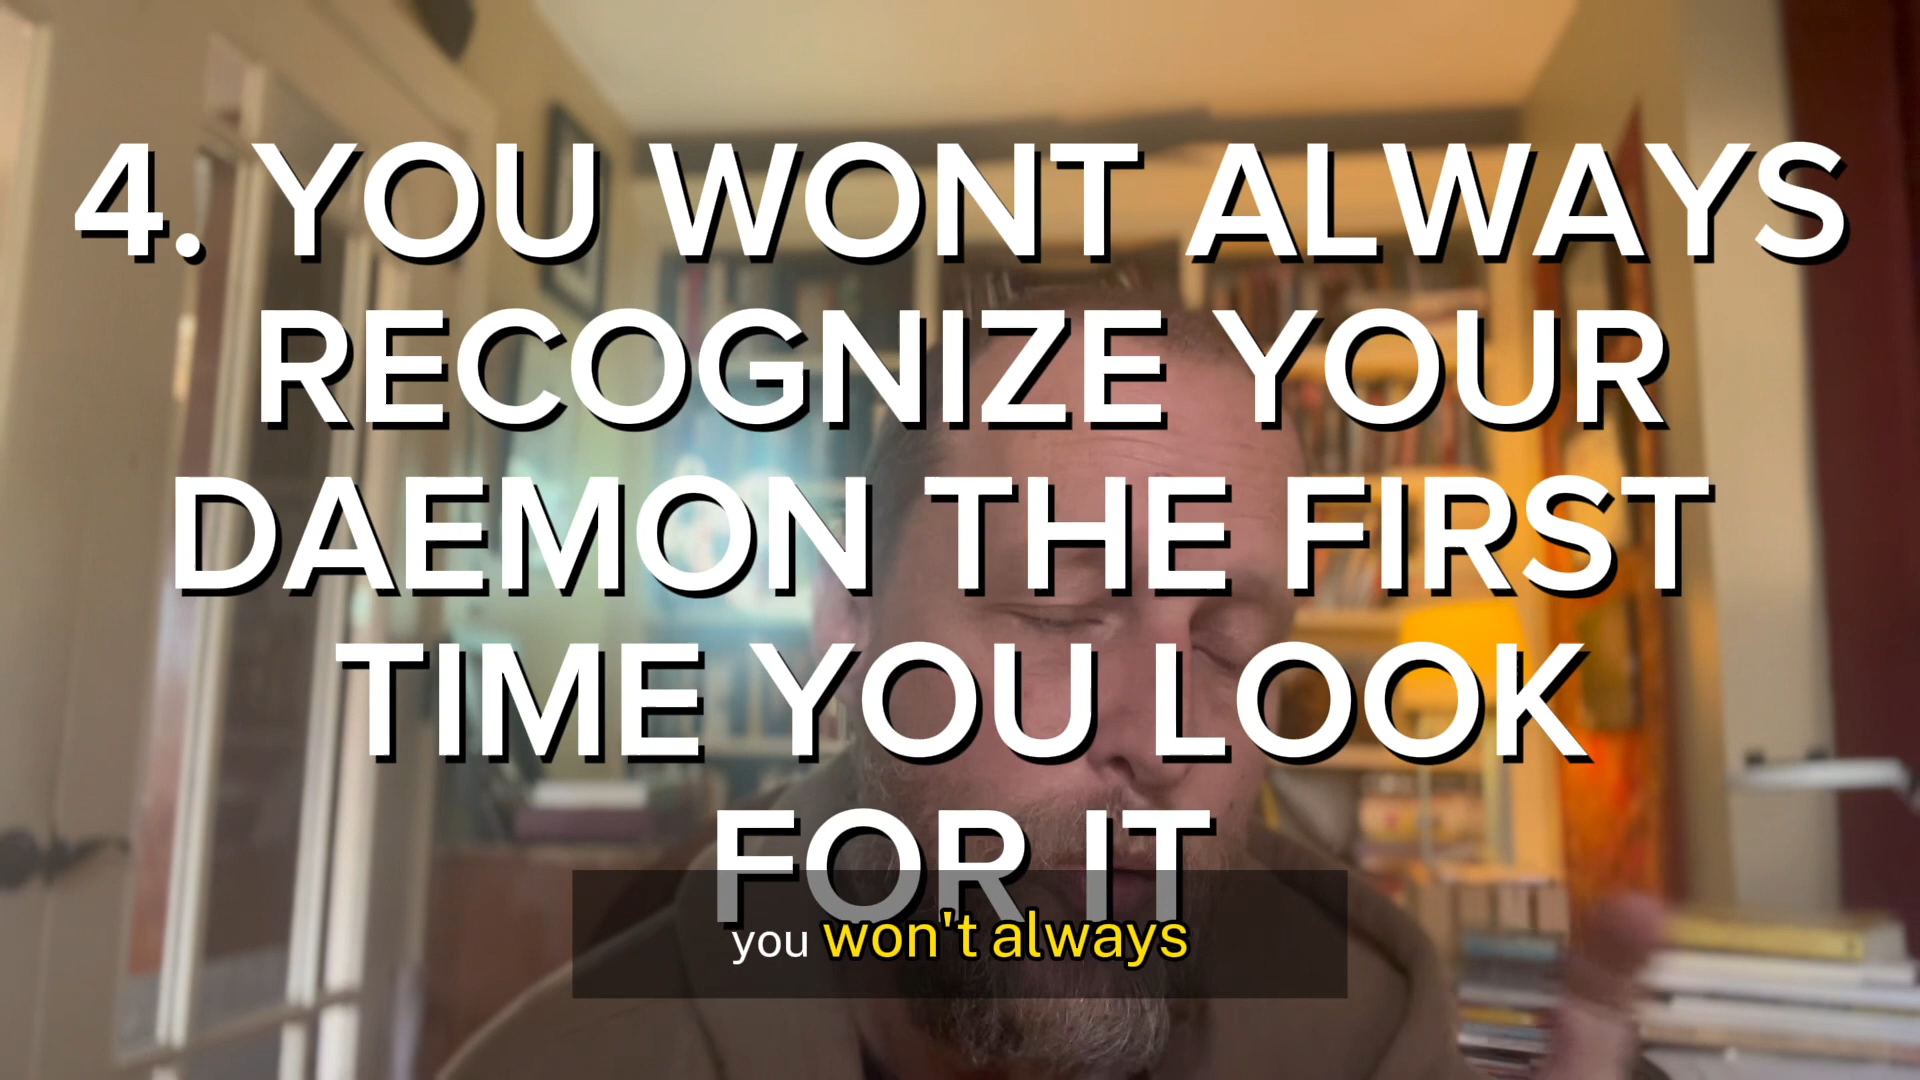 4. YOU WONT ALWAYS
RECOGNIZE YOUR
DAEMON THE FIRST
TIME YOU LOOK
FOR IT
you won't always